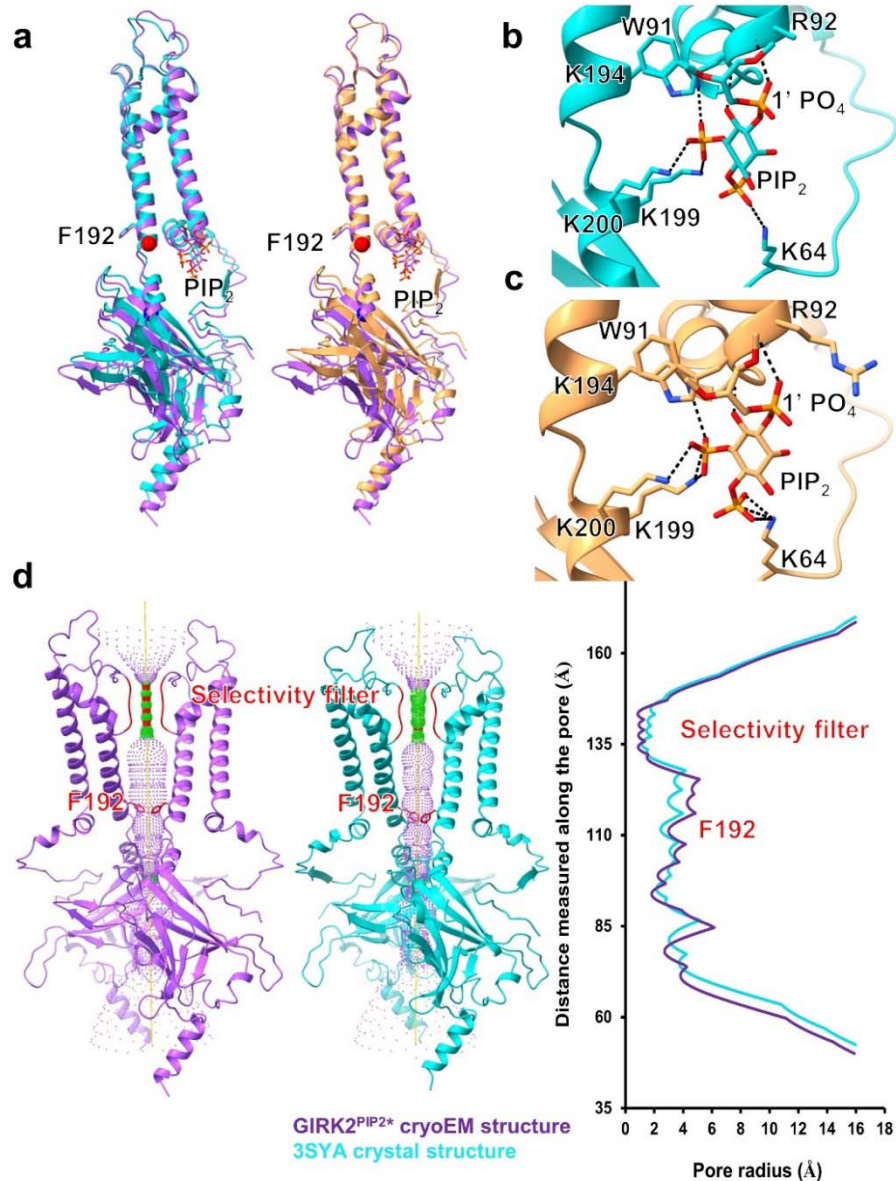 a
F192
PIP2
F192
PIP2
b
W91
R92
K194
1' PO4
PIP2
K200
K199
K64
c
W91
R92
K194
1' PO4
PIP2
K200
K199
K64
d
Selectivity filter
F192
GIRK2PIP2* cryoEM structure
3SYA crystal structure
Distance measured along the pore (Å)
160
135
110
85
60
35
Selectivity filter
F192
0 2 4 6 8 10 12 14 16
Pore radius (Å)